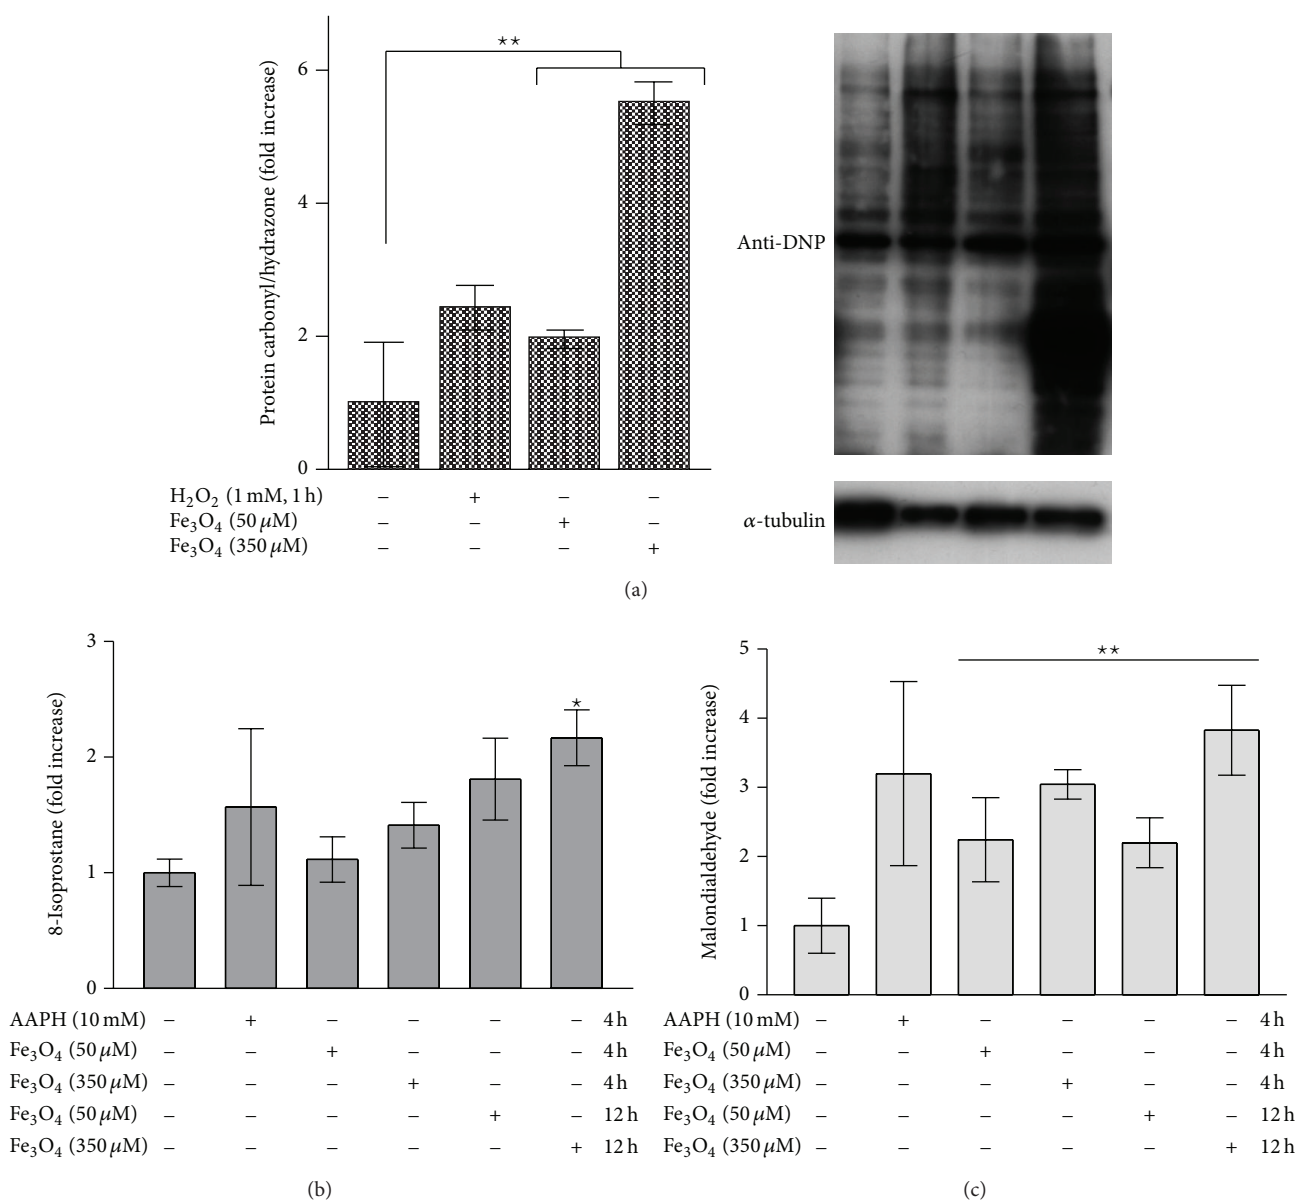 Protein carbonyl/hydrazone (fold increase)
6
4
2
0
**
H2O2 (1 mM, 1 h) − + − −
Fe3O4 (50 μM) − − + −
Fe3O4 (350 μM) − − − +
Anti-DNP
α-tubulin
(a)
8-Isoprostane (fold increase)
3
2
1
0
*
AAPH (10 mM) − + − − − − 4 h
Fe3O4 (50 μM) − − + − − − 4 h
Fe3O4 (350 μM) − − − + − − 4 h
Fe3O4 (50 μM) − − − − + − 12 h
Fe3O4 (350 μM) − − − − − + 12 h
(b)
Malondialdehyde (fold increase)
5
4
3
2
1
0
**
AAPH (10 mM) − + − − − − 4 h
Fe3O4 (50 μM) − − + − − − 4 h
Fe3O4 (350 μM) − − − + − − 4 h
Fe3O4 (50 μM) − − − − + − 12 h
Fe3O4 (350 μM) − − − − − + 12 h
(c)